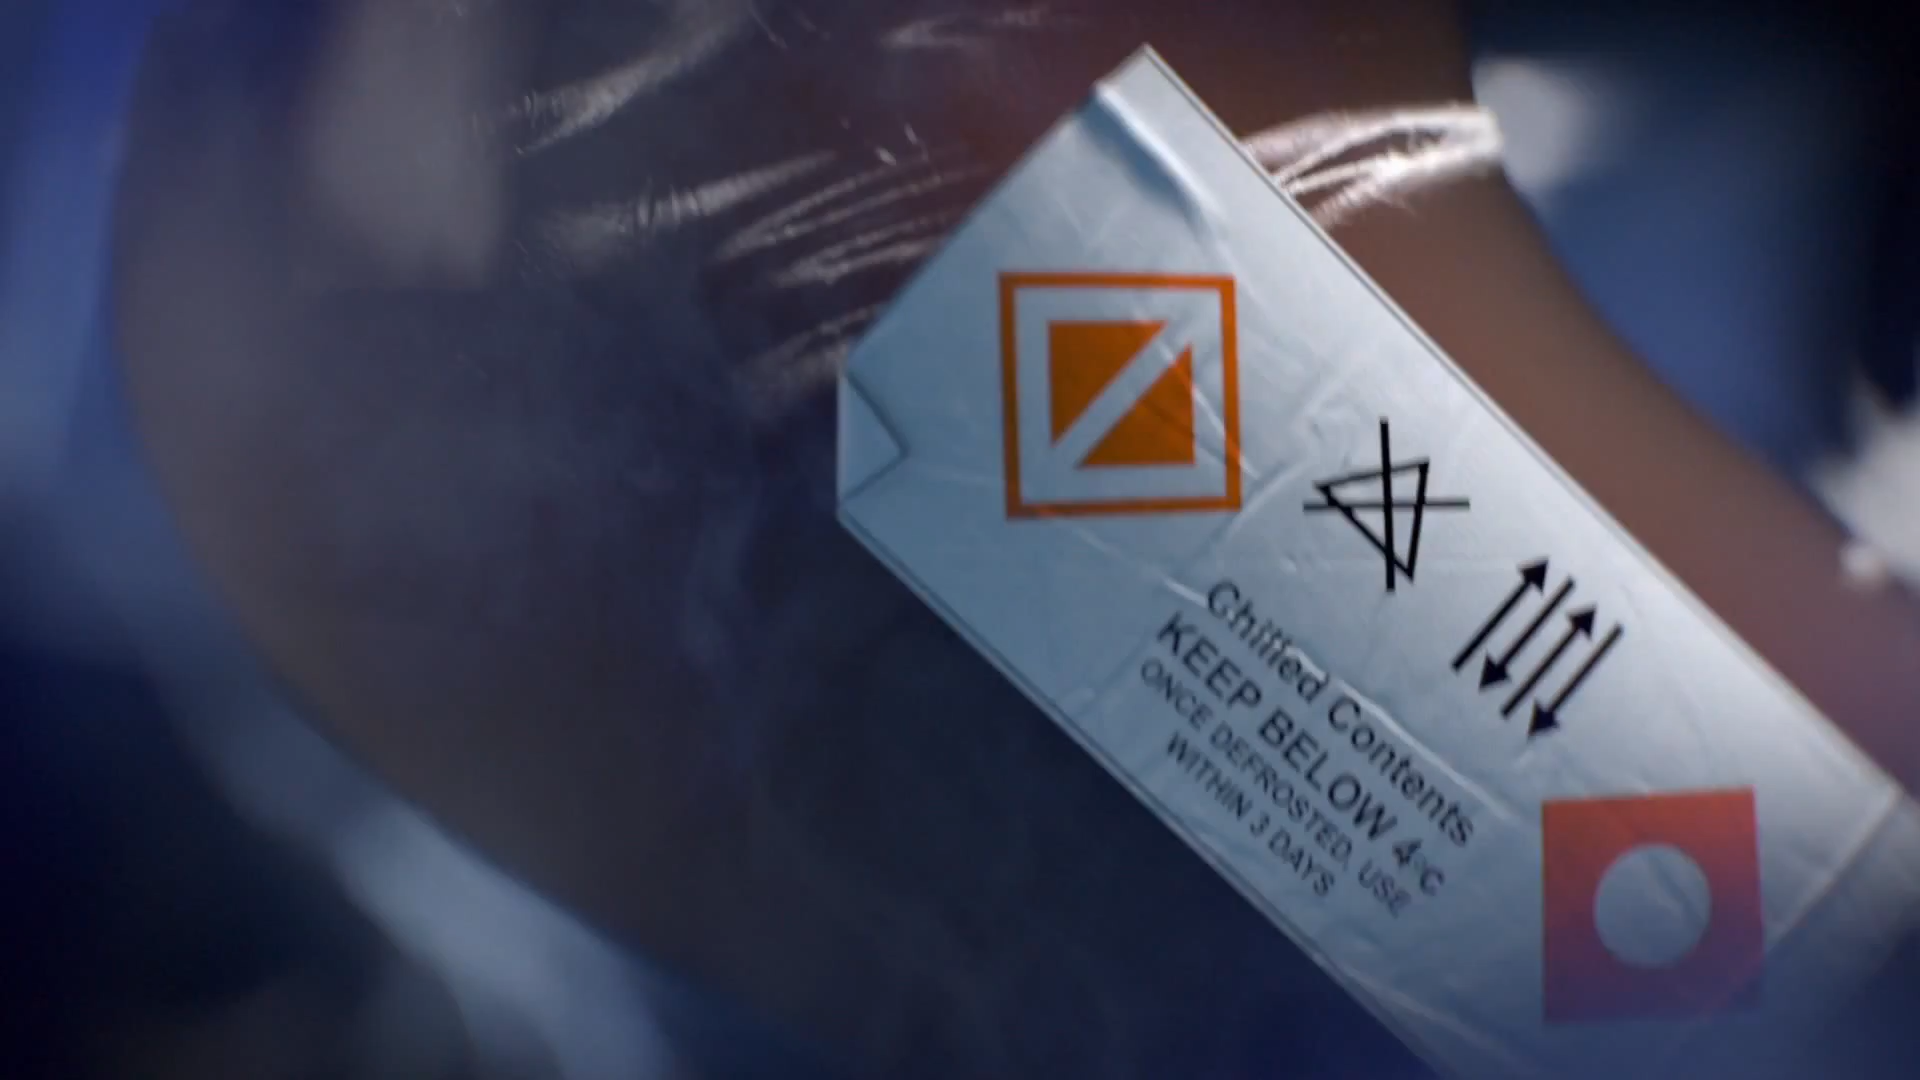 Chilled Contents
KEEP BELOW 4°C
ONCE DEFROSTED, USE
WITHIN 3 DAYS